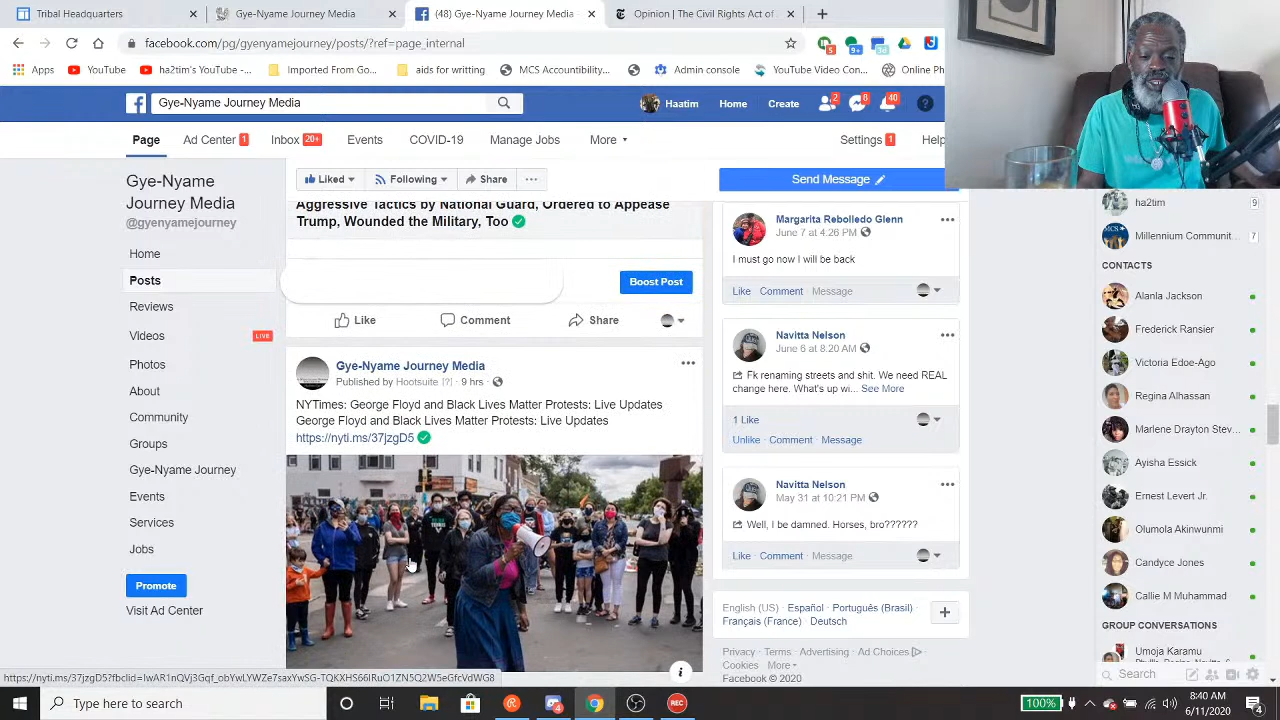 Tribal Headquarters
Gye-Nyame Journey Media
(48) Gye-Nyame Journey Media -
Opinion | The Civil Rights Act of
facebook.com/pg/gyenyamejourney/posts/?ref=page_internal
5
9+
3d
Apps
YouTube
ha2tim's YouTube -...
Imported From Go...
aids for writting
MCS Accountibility...
Admin console
YouTube Video Con...
Online Ph
Gye-Nyame Journey Media
Haatim
Home
Create
2
8
40
Page
Ad Center 1
Inbox 20+
Events
COVID-19
Manage Jobs
More
Settings 1
Help
Gye-Nyame
Journey Media
@gyenyamejourney
Home
Posts
Reviews
Videos
LIVE
Photos
About
Community
Groups
Gye-Nyame Journey
Events
Services
Jobs
Promote
Visit Ad Center
Liked
Following
Share
Send Message
Aggressive Tactics by National Guard, Ordered to Appease
Trump, Wounded the Military, Too
Boost Post
Like
Comment
Share
Gye-Nyame Journey Media
Published by Hootsuite [?] · 9 hrs ·
NYTimes: George Floyd and Black Lives Matter Protests: Live Updates
George Floyd and Black Lives Matter Protests: Live Updates
https://nyti.ms/37jzgD5
Margarita Rebolledo Glenn
June 7 at 4:26 PM
I must go now I will be back
Like Comment Message
Navitta Nelson
June 6 at 8:20 AM
Fk renaming streets and shit. We need REAL
change here. What's up wi... See More
1 Like
Unlike · Comment · Message
Navitta Nelson
May 31 at 10:21 PM
Well, I be damned. Horses, bro??????
Like · Comment · Message
English (US) · Español · Português (Brasil) ·
Français (France) · Deutsch
Privacy · Terms · Advertising · Ad Choices
Cookies · More
Facebook © 2020
ha2tim
9
Millennium Communit...
7
CONTACTS
Alania Jackson
Frederick Ransier
Victoria Edoe-Ago
Regina Alhassan
Marlene Drayton Stev...
Ayisha Essick
Ernest Levert Jr.
Olumola Akinwunmi
Candyce Jones
Callie M Muhammad
GROUP CONVERSATIONS
Umoja Karamu
Search
Type here to search
REC
100%
8:40 AM
6/11/2020
4